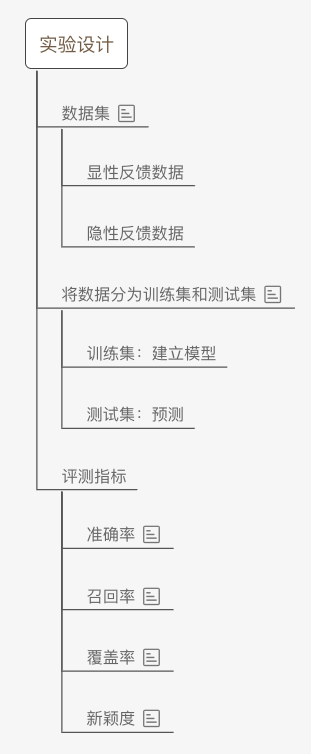 实验设计
数据集
显性反馈数据
隐性反馈数据
将数据分为训练集和测试集
训练集：建立模型
测试集：预测
评测指标
准确率
召回率
覆盖率
新颖度